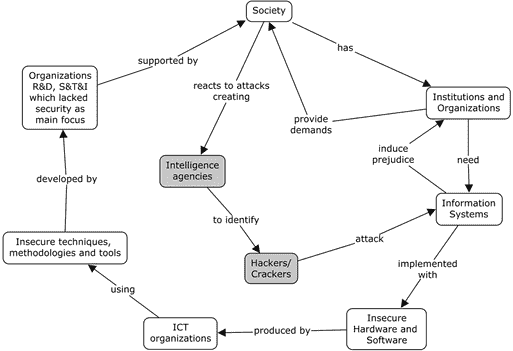 Society
supported by
has
Organizations
R&D, S&T&I
which lacked
security as
main focus
reacts to attacks
creating
Institutions and
Organizations
provide
demands
induce
prejudice
need
Intelligence
agencies
developed by
to identify
Information
Systems
attack
Insecure techniques,
methodologies and tools
Hackers/
Crackers
implemented
with
using
ICT
organizations
produced by
Insecure
Hardware and
Software